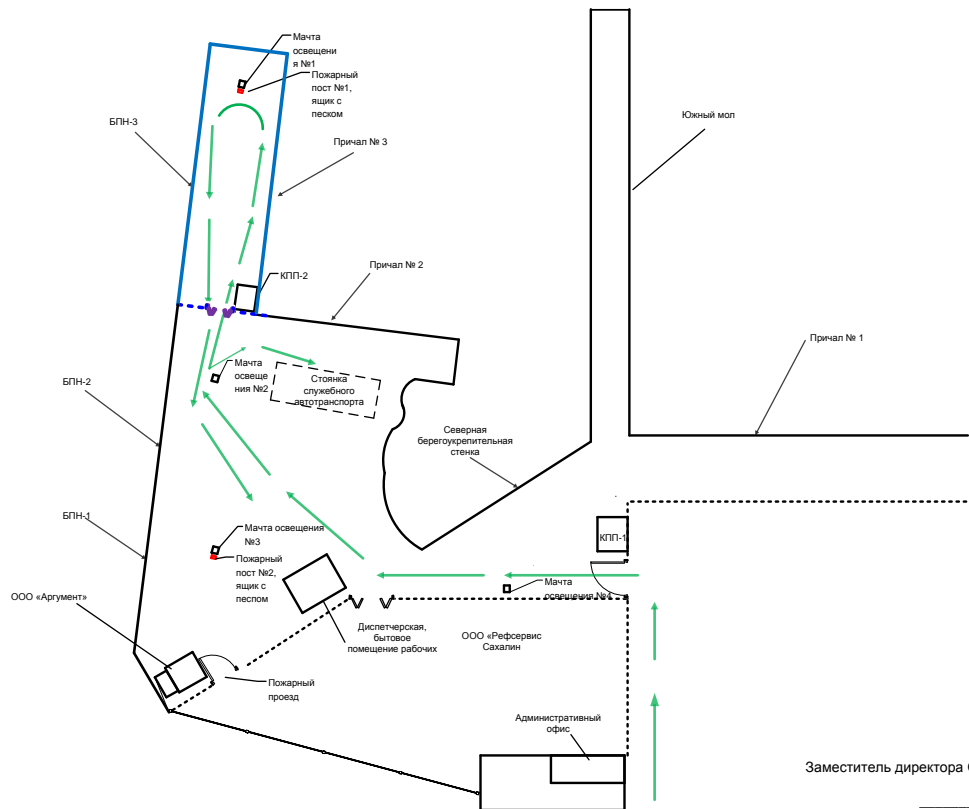 Мачта
освещени
я №1
Пожарный
пост №1,
ящик с
песком
БПН-3
Причал № 3
Южный мол
КПП-2
Причал № 2
Причал № 1
Мачта
освеще
ния №2
Стоянка
служебного
автотранспорта
БПН-2
Северная
берегоукрепительная
стенка
БПН-1
Мачта освещения
№3
КПП-1
Пожарный
пост №2,
ящик с
песпом
ООО «Аргумент»
Мачта
освещения №4
Диспетчерская,
бытовое
помещение рабочих
ООО «Рефсервис
Сахалин
Пожарный
проезд
Административный
офис
Заместитель директора